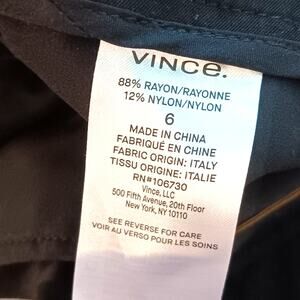 VINCE.
88% RAYON/RAYONNE
12% NYLON/NYLON
6
MADE IN CHINA
FABRIQUÉ EN CHINE
FABRIC ORIGIN: ITALY
TISSU ORIGINE: ITALIE
RN#106730
Vince, LLC
500 Fifth Avenue, 20th Floor
New York, NY 10110
SEE REVERSE FOR CARE
VOIR AU VERSO POUR LES SOINS